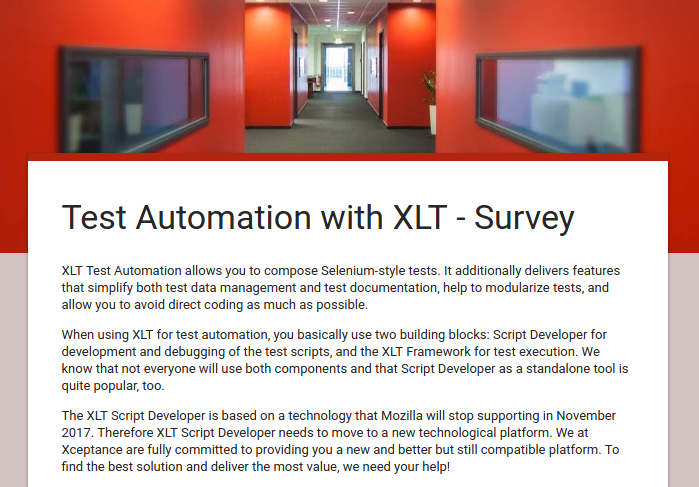 Test Automation with XLT - Survey
XLT Test Automation allows you to compose Selenium-style tests. It additionally delivers features
that simplify both test data management and test documentation, help to modularize tests, and
allow you to avoid direct coding as much as possible.
When using XLT for test automation, you basically use two building blocks: Script Developer for
development and debugging of the test scripts, and the XLT Framework for test execution. We
know that not everyone will use both components and that Script Developer as a standalone tool is
quite popular, too.
The XLT Script Developer is based on a technology that Mozilla will stop supporting in November
2017. Therefore XLT Script Developer needs to move to a new technological platform. We at
Xceptance are fully committed to providing you a new and better but still compatible platform. To
find the best solution and deliver the most value, we need your help!